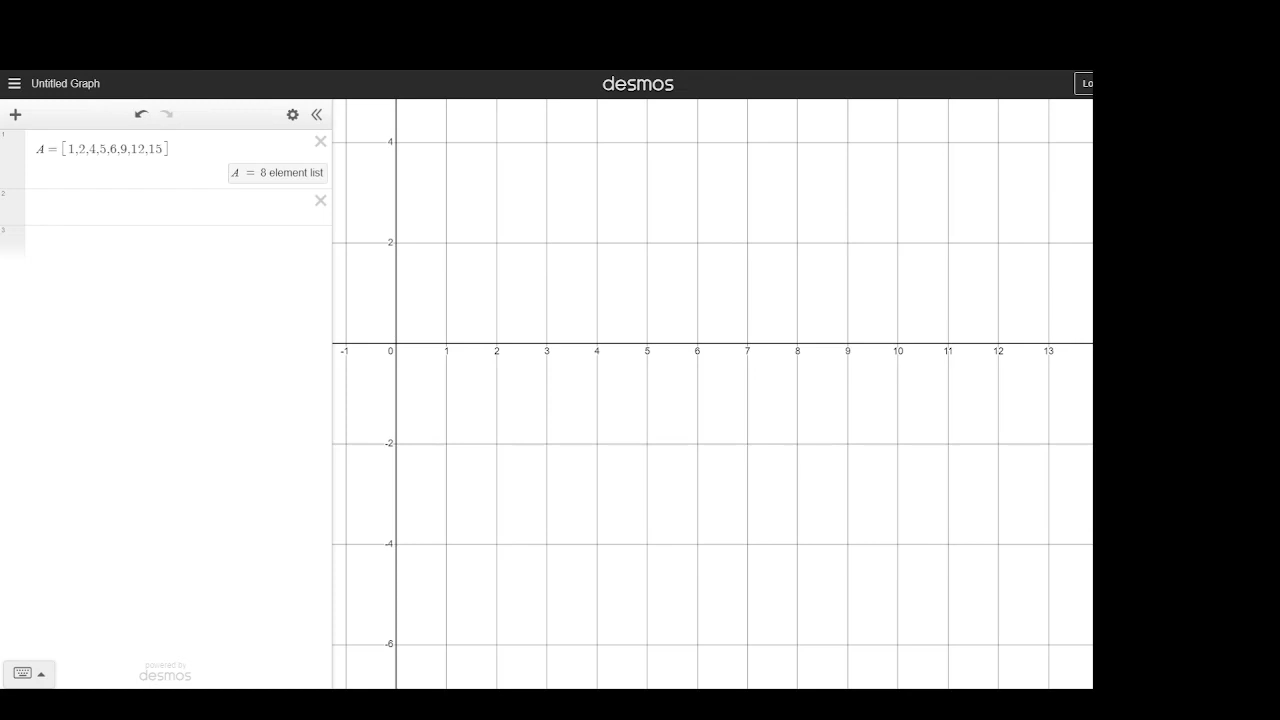 Untitled Graph
desmos
Lo
1
A = [1,2,4,5,6,9,12,15]
A = 8 element list
2
3
4
2
-1 0 1 2 3 4 5 6 7 8 9 10 11 12 13
-2
-4
-6
powered by
desmos